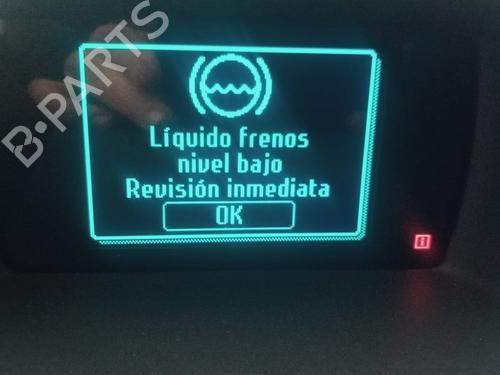 B-PARTS
Líquido frenos
nivel bajo
Revisión inmediata
OK